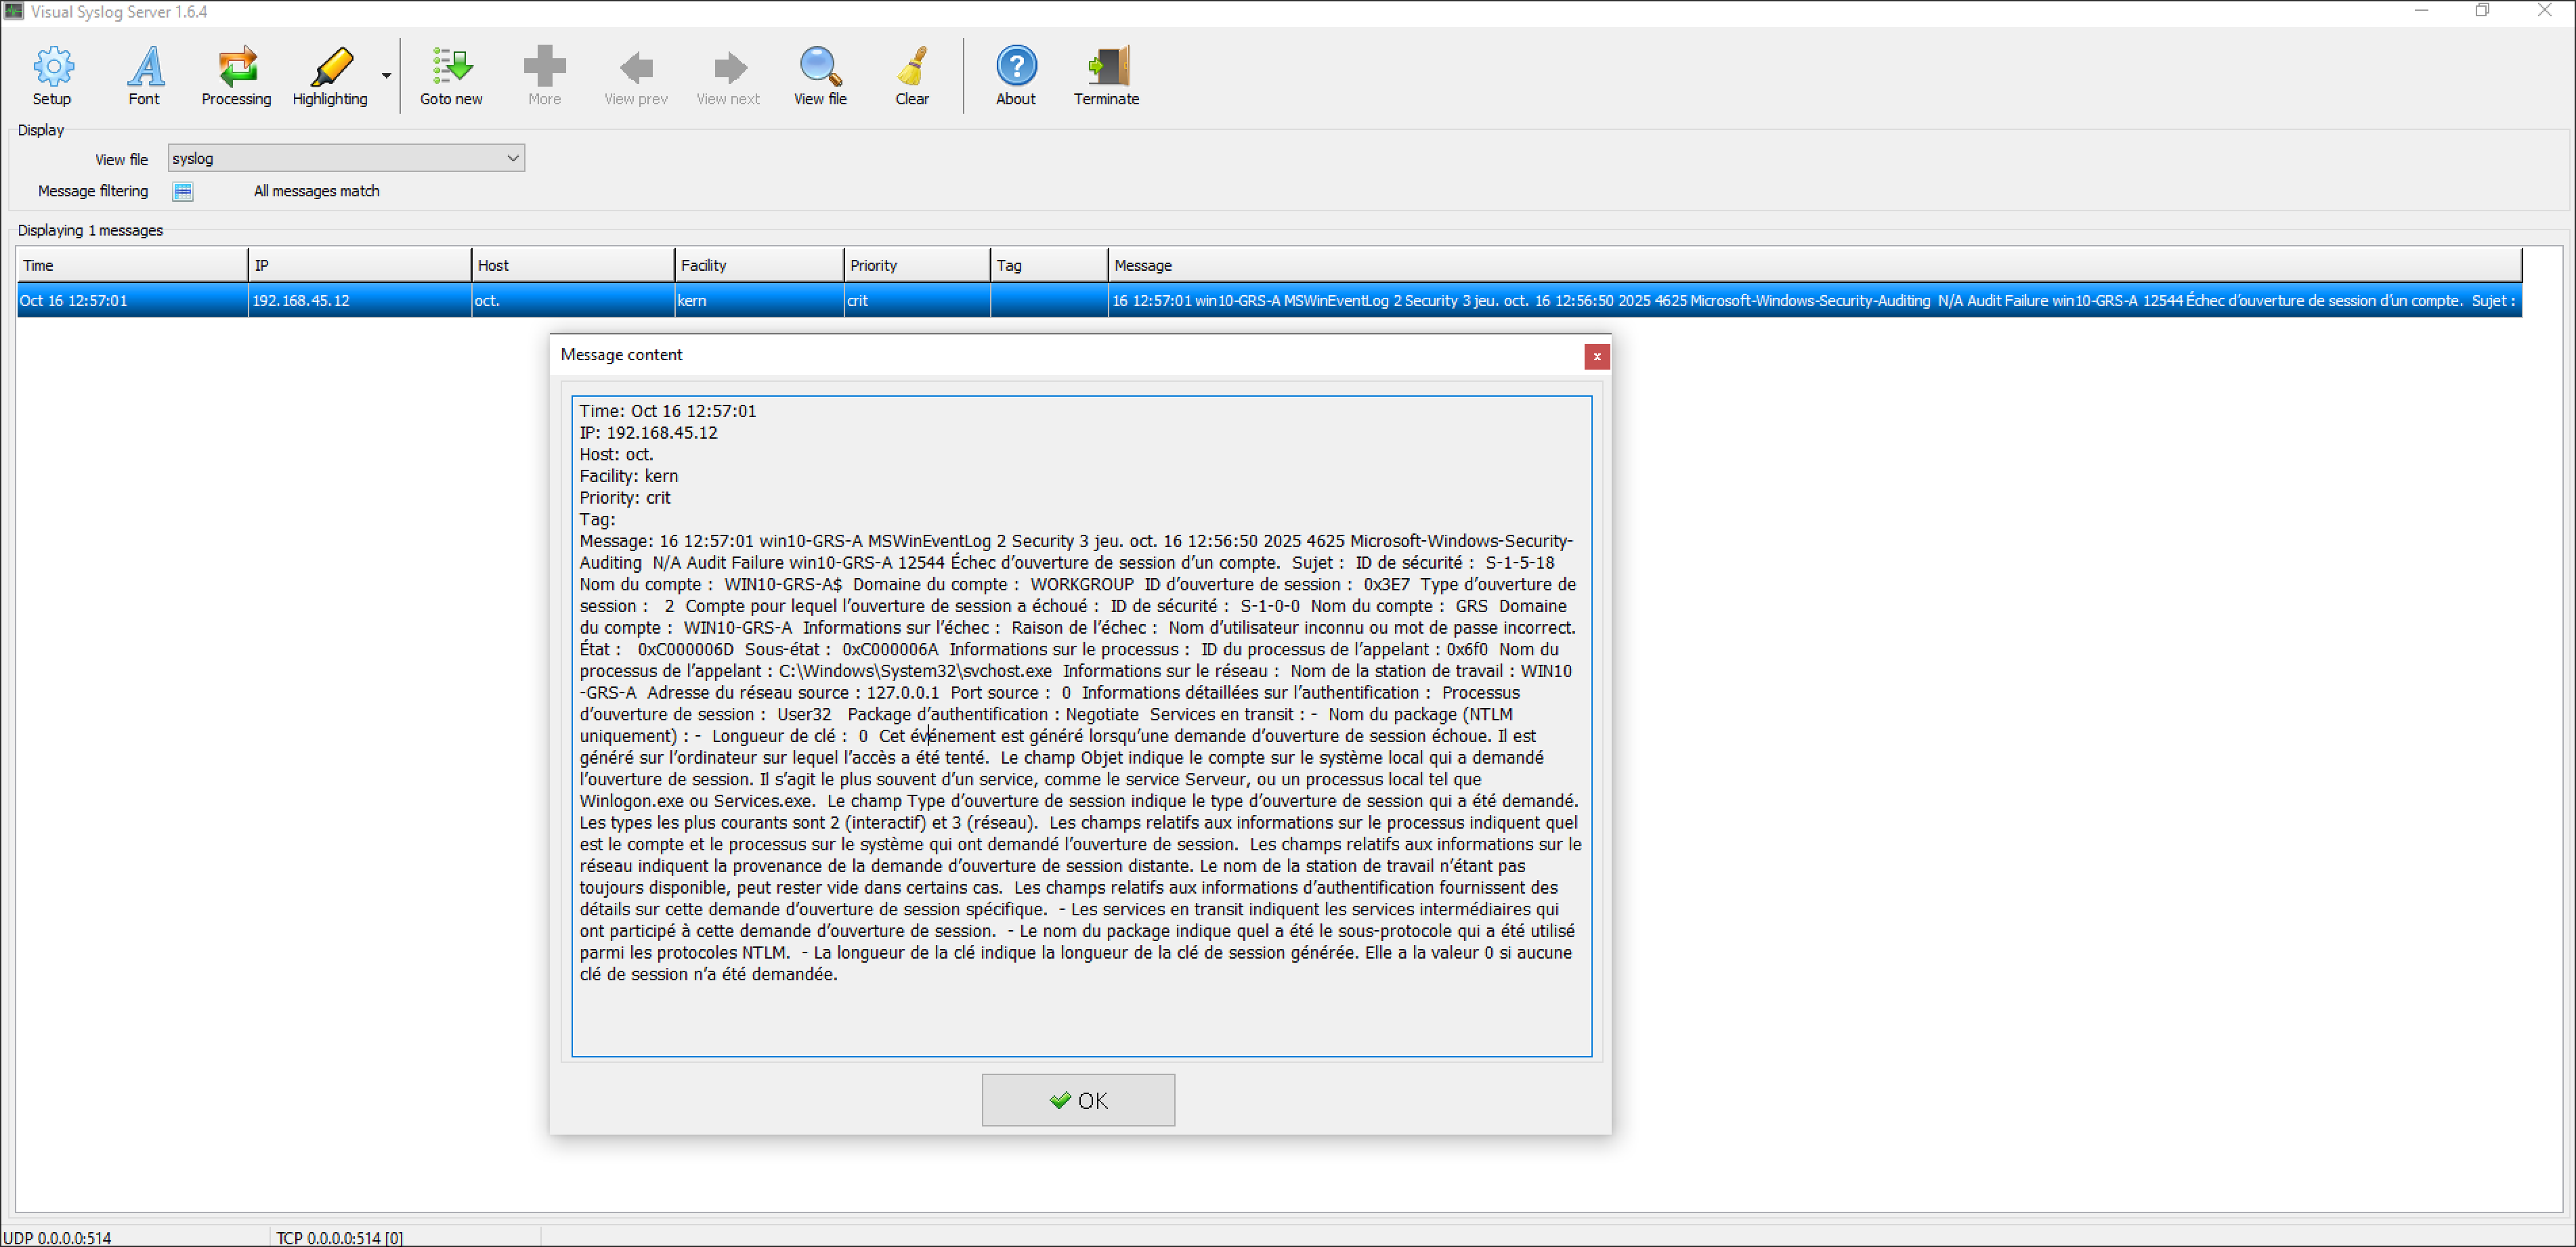 Visual Syslog Server 1.6.4
Setup Font Processing Highlighting Goto new More View prev View next View file Clear About Terminate
Display
View file syslog
Message filtering All messages match
Displaying 1 messages
Time IP Host Facility Priority Tag Message
Oct 16 12:57:01 192.168.45.12 oct. kern crit 16 12:57:01 win10-GRS-A MSWinEventLog 2 Security 3 jeu. oct. 16 12:56:50 2025 4625 Microsoft-Windows-Security-Auditing N/A Audit Failure win10-GRS-A 12544 Échec d’ouverture de session d’un compte. Sujet :
Message content
Time: Oct 16 12:57:01
IP: 192.168.45.12
Host: oct.
Facility: kern
Priority: crit
Tag:
Message: 16 12:57:01 win10-GRS-A MSWinEventLog 2 Security 3 jeu. oct. 16 12:56:50 2025 4625 Microsoft-Windows-Security-
Auditing N/A Audit Failure win10-GRS-A 12544 Échec d’ouverture de session d’un compte. Sujet : ID de sécurité : S-1-5-18
Nom du compte : WIN10-GRS-A$ Domaine du compte : WORKGROUP ID d’ouverture de session : 0x3E7 Type d’ouverture de
session : 2 Compte pour lequel l’ouverture de session a échoué : ID de sécurité : S-1-0-0 Nom du compte : GRS Domaine
du compte : WIN10-GRS-A Informations sur l’échec : Raison de l’échec : Nom d’utilisateur inconnu ou mot de passe incorrect.
État : 0xC000006D Sous-état : 0xC000006A Informations sur le processus : ID du processus de l’appelant : 0x6f0 Nom du
processus de l’appelant : C:\Windows\System32\svchost.exe Informations sur le réseau : Nom de la station de travail : WIN10
-GRS-A Adresse du réseau source : 127.0.0.1 Port source : 0 Informations détaillées sur l’authentification : Processus
d’ouverture de session : User32 Package d’authentification : Negotiate Services en transit : - Nom du package (NTLM
uniquement) : - Longueur de clé : 0 Cet événement est généré lorsqu’une demande d’ouverture de session échoue. Il est
généré sur l’ordinateur sur lequel l’accès a été tenté. Le champ Objet indique le compte sur le système local qui a demandé
l’ouverture de session. Il s’agit le plus souvent d’un service, comme le service Serveur, ou un processus local tel que
Winlogon.exe ou Services.exe. Le champ Type d’ouverture de session indique le type d’ouverture de session qui a été demandé.
Les types les plus courants sont 2 (interactif) et 3 (réseau). Les champs relatifs aux informations sur le processus indiquent quel
est le compte et le processus sur le système qui ont demandé l’ouverture de session. Les champs relatifs aux informations sur le
réseau indiquent la provenance de la demande d’ouverture de session distante. Le nom de la station de travail n’étant pas
toujours disponible, peut rester vide dans certains cas. Les champs relatifs aux informations d’authentification fournissent des
détails sur cette demande d’ouverture de session spécifique. - Les services en transit indiquent les services intermédiaires qui
ont participé à cette demande d’ouverture de session. - Le nom du package indique quel a été le sous-protocole qui a été utilisé
parmi les protocoles NTLM. - La longueur de la clé indique la longueur de la clé de session générée. Elle a la valeur 0 si aucune
clé de session n’a été demandée.
OK
UDP 0.0.0.0:514 TCP 0.0.0.0:514 [0]